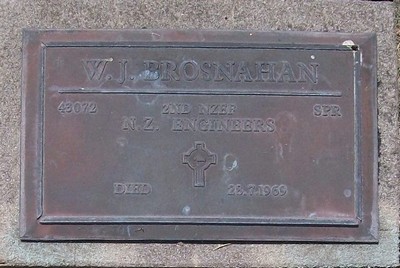 W. J. BROSNAHAN
43072 2ND NZEF SPR
N.Z. ENGINEERS
DIED 28.7.1969